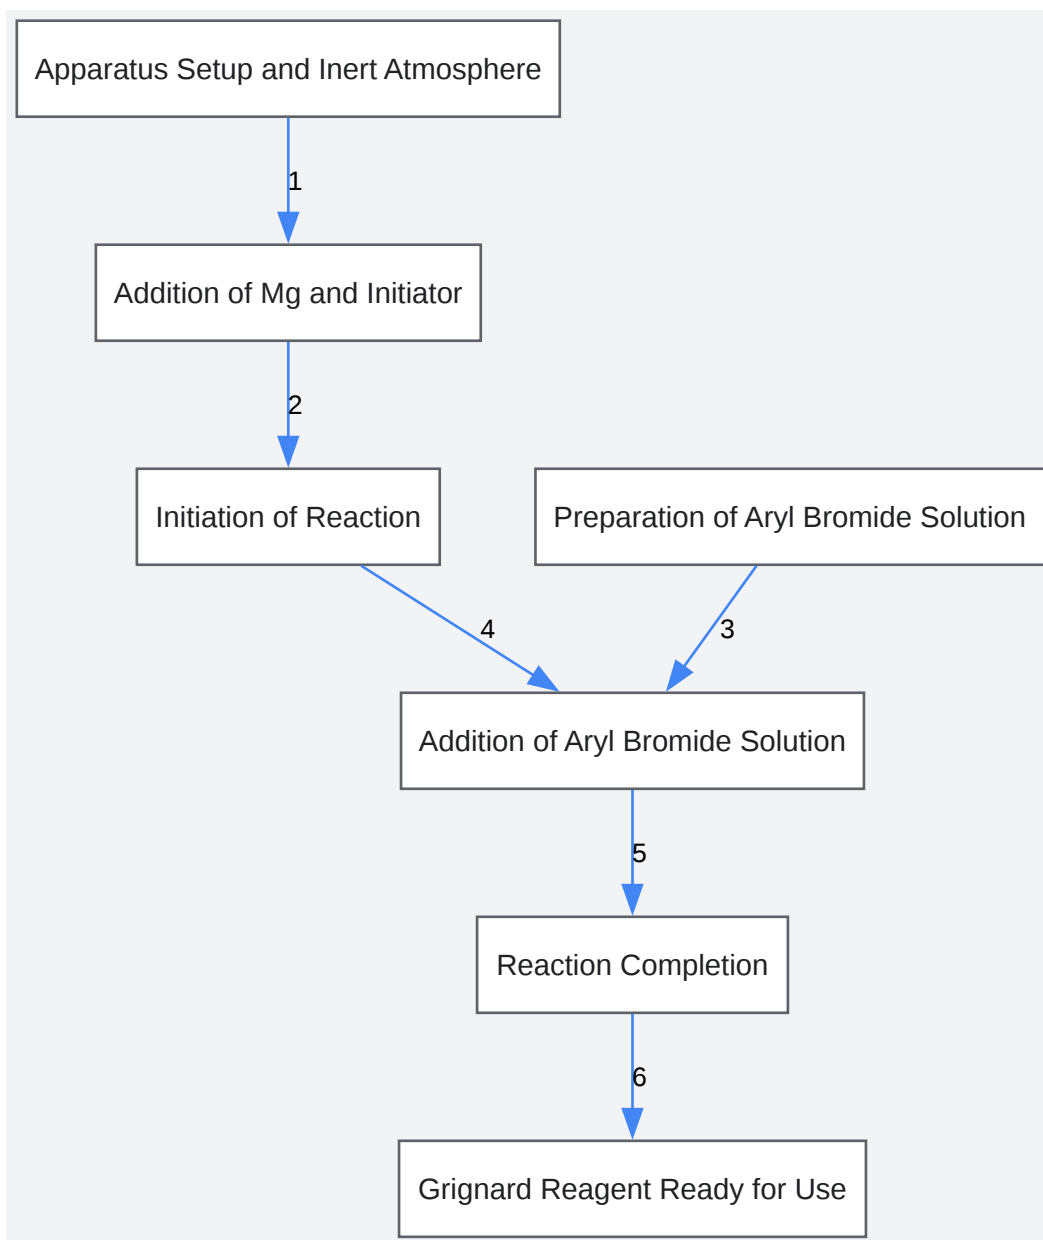 Apparatus Setup and Inert Atmosphere
1
Addition of Mg and Initiator
2
Initiation of Reaction
Preparation of Aryl Bromide Solution
4
3
Addition of Aryl Bromide Solution
5
Reaction Completion
6
Grignard Reagent Ready for Use